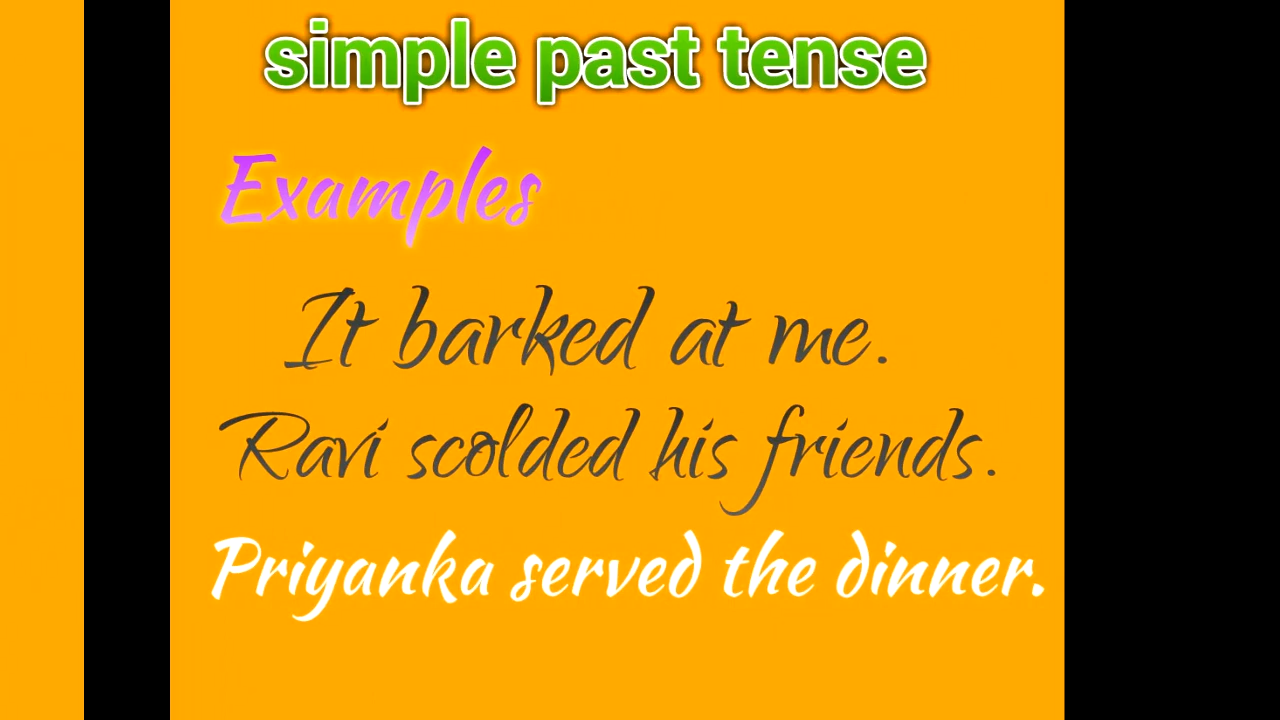 simple past tense
Examples
It barked at me.
Ravi scolded his friends.
Priyanka served the dinner.